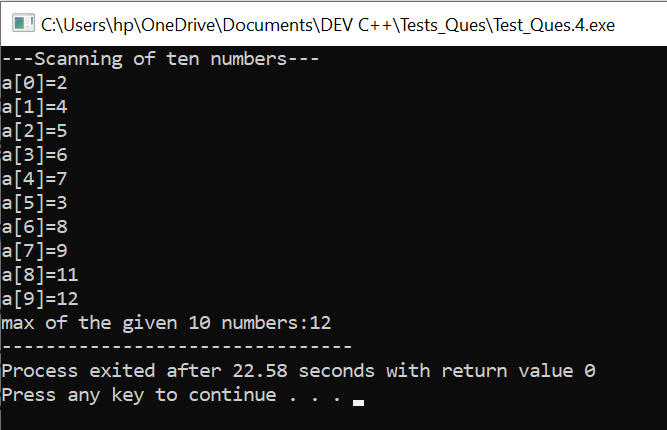 C:\Users\hp\OneDrive\Documents\DEV C++\Tests_Ques\Test_Ques.4.exe
---Scanning of ten numbers---
a[0]=2
a[1]=4
a[2]=5
a[3]=6
a[4]=7
a[5]=3
a[6]=8
a[7]=9
a[8]=11
a[9]=12
max of the given 10 numbers:12
--------------------------------
Process exited after 22.58 seconds with return value 0
Press any key to continue . . .